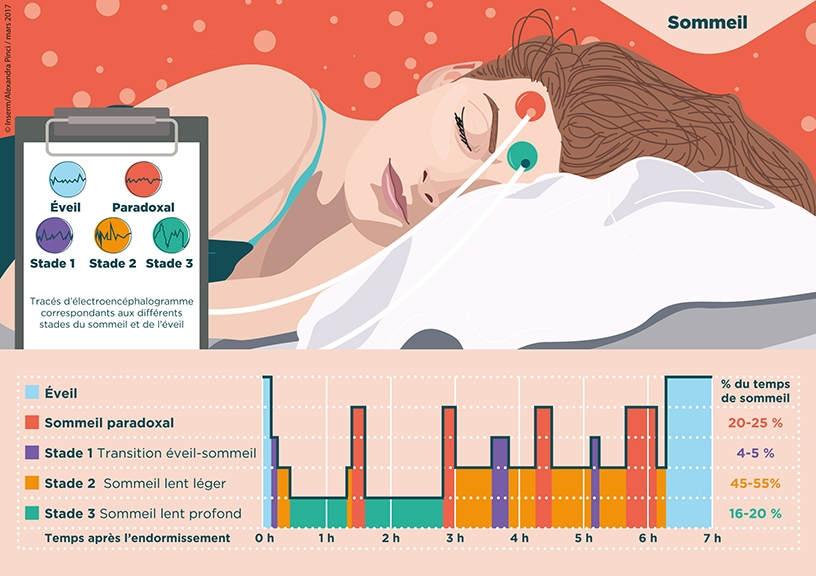 © Inserm/Alexandra Pinci / mars 2017
Sommeil
Éveil
Paradoxal
Stade 1
Stade 2
Stade 3
Tracés d'électroencéphalogramme
correspondants aux différents
stades du sommeil et de l'éveil
% du temps
de sommeil
Éveil
Sommeil paradoxal
20-25 %
Stade 1 Transition éveil-sommeil
4-5 %
Stade 2 Sommeil lent léger
45-55%
Stade 3 Sommeil lent profond
16-20 %
Temps après l'endormissement
0 h
1 h
2 h
3 h
4 h
5 h
6 h
7 h